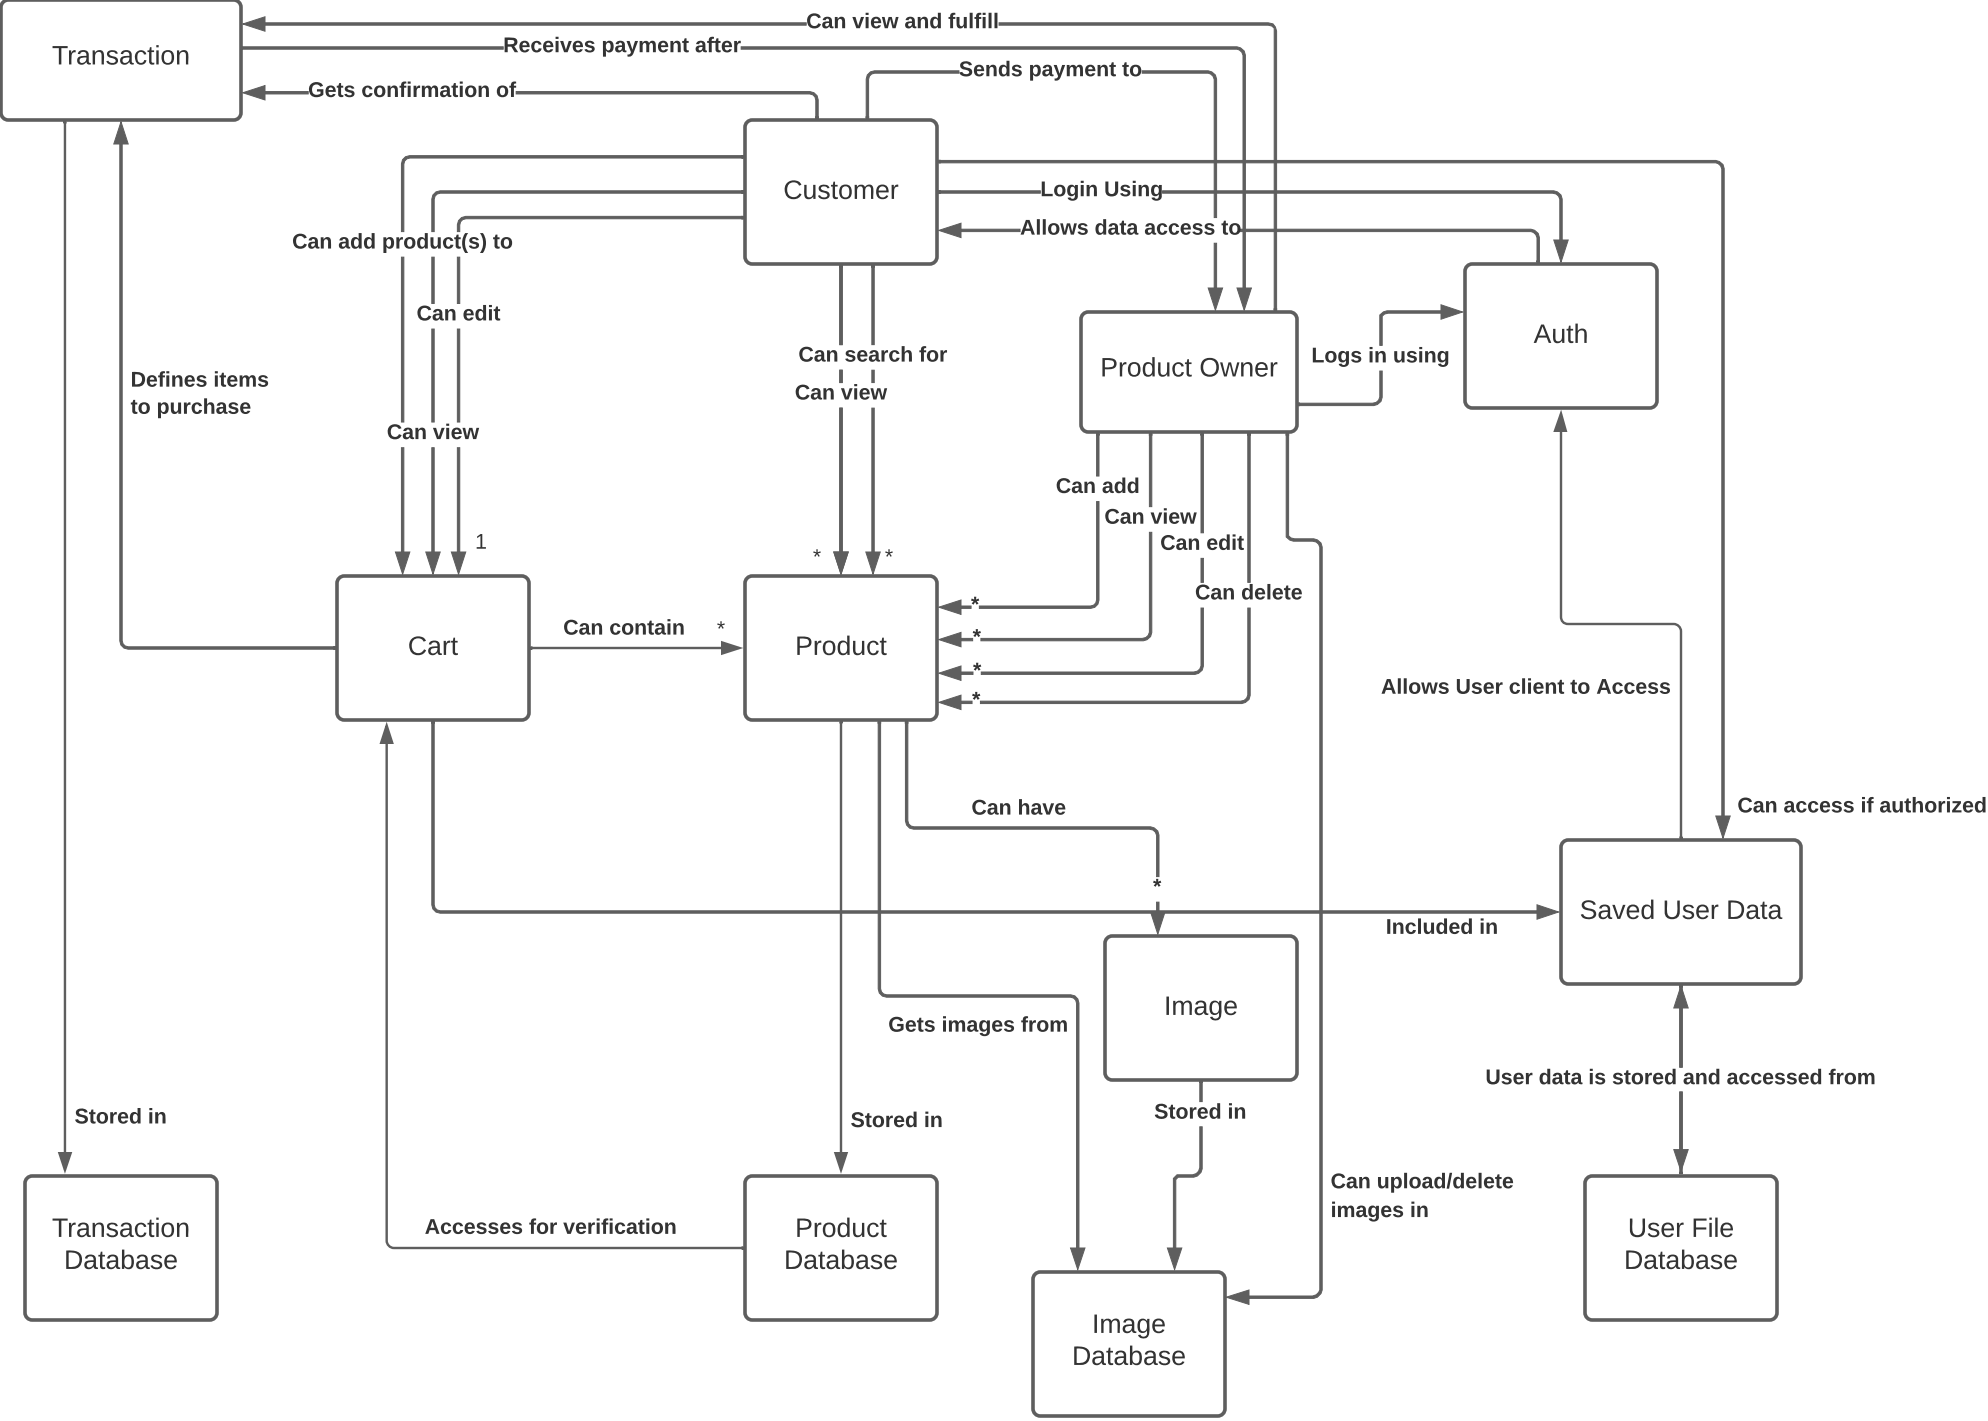 Can view and fulfill
Receives payment after
Transaction
Sends payment to
Gets confirmation of
Customer
Login Using
Allows data access to
Can add product(s) to
Can edit
Auth
Can search for
Logs in using
Product Owner
Defines items
to purchase
Can view
Can view
Can add
Can view
Can edit
1
*
*
Can delete
*
Can contain
*
*
Cart
Product
*
*
Allows User client to Access
Can have
Can access if authorized
*
Saved User Data
Included in
Image
Gets images from
User data is stored and accessed from
Stored in
Stored in
Stored in
Can upload/delete
images in
Accesses for verification
Transaction
Database
Product
Database
User File
Database
Image
Database